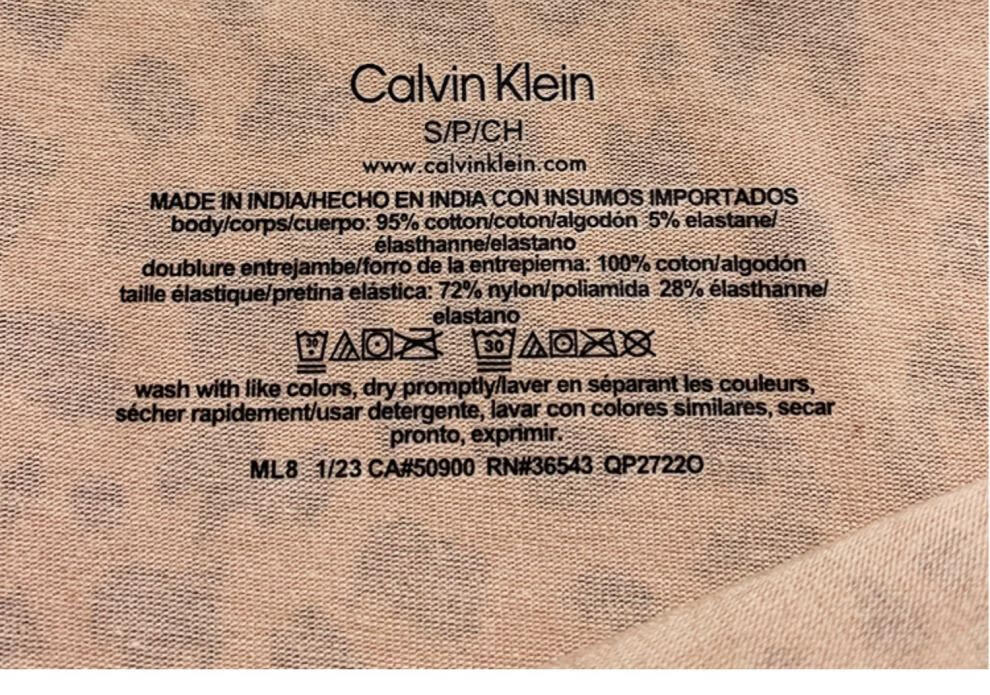 Calvin Klein
S/P/CH
www.calvinklein.com
MADE IN INDIA/HECHO EN INDIA CON INSUMOS IMPORTADOS
body/corps/cuerpo: 95% cotton/coton/algodón 5% elastane/
élasthanne/elastano
doublure entrejambe/forro de la entrepierna: 100% coton/algodón
taille élastique/pretina elástica: 72% nylon/poliamida 28% élasthanne/
elastano
30 30
wash with like colors, dry promptly/laver en séparant les couleurs,
sécher rapidement/usar detergente, lavar con colores similares, secar
pronto, exprimir.
ML8 1/23 CA#50900 RN#36543 QP2722O